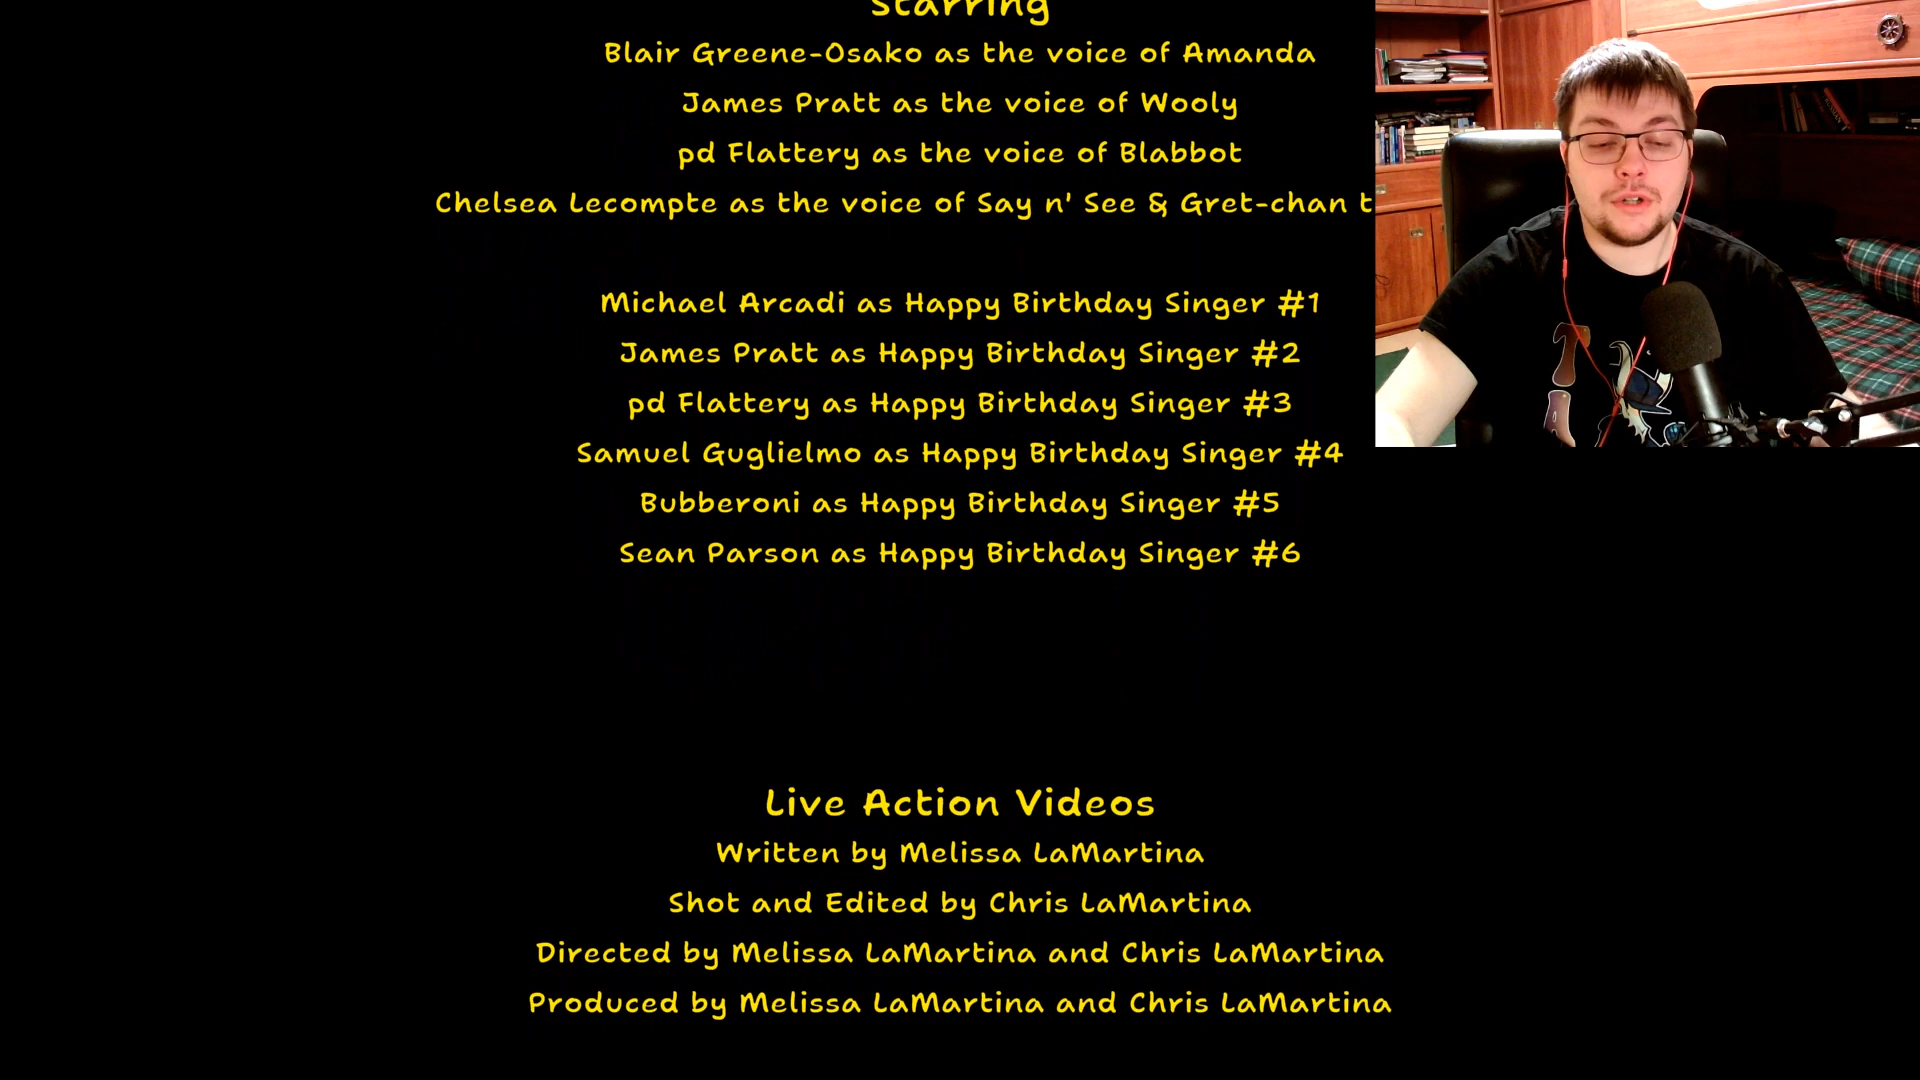 Starring
Blair Greene-Osako as the voice of Amanda
James Pratt as the voice of Wooly
pd Flattery as the voice of Blabbot
Chelsea Lecompte as the voice of Say n' See & Gret-chan t
Michael Arcadi as Happy Birthday Singer #1
James Pratt as Happy Birthday Singer #2
pd Flattery as Happy Birthday Singer #3
Samuel Guglielmo as Happy Birthday Singer #4
Bubberoni as Happy Birthday Singer #5
Sean Parson as Happy Birthday Singer #6
Live Action Videos
Written by Melissa LaMartina
Shot and Edited by Chris LaMartina
Directed by Melissa LaMartina and Chris LaMartina
Produced by Melissa LaMartina and Chris LaMartina